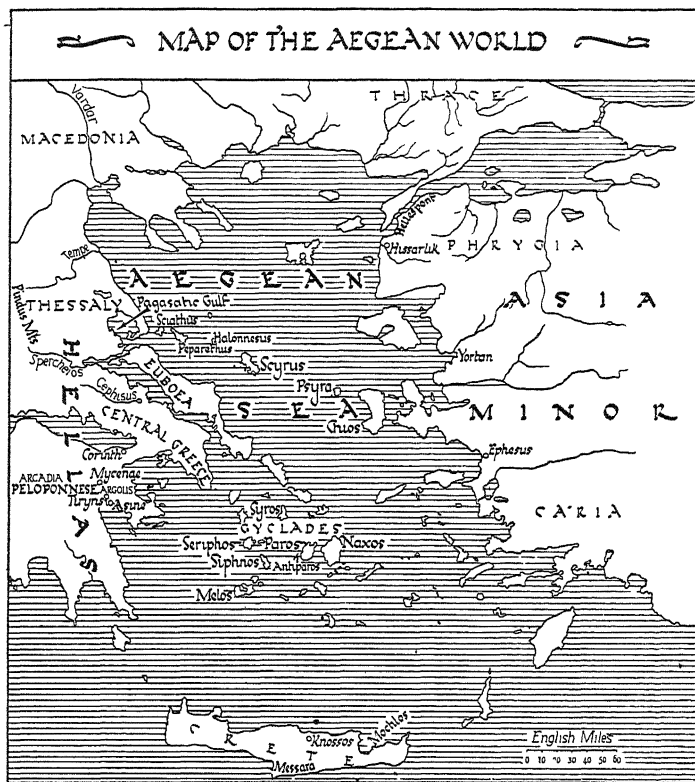 MAP OF THE AEGEAN WORLD
THRACE
Vardar
MACEDONIA
Hellespont
Hissarlik
PHRYGIA
Tempe
AEGEAN
ASIA
THESSALY
Pagasatic Gulf
Pindus Mts
Sciathus
Halonnesus
Peparethus
Spercheios
EUBOEA
Scyrus
Yortan
HELLAS
Cephisus
Psyra
SEA
MINOR
CENTRAL GREECE
Chios
Corinth
Ephesus
ARCADIA
Mycenae
PELOPONNESE
ARGOLIS
Tiryns
Asine
Syros
CYCLADES
CARIA
Seriphos
Paros
Naxos
Siphnos
Antiparos
Melos
CRETE
Knossos
Mochlos
Messara
English Miles
0 10 20 30 40 50 60